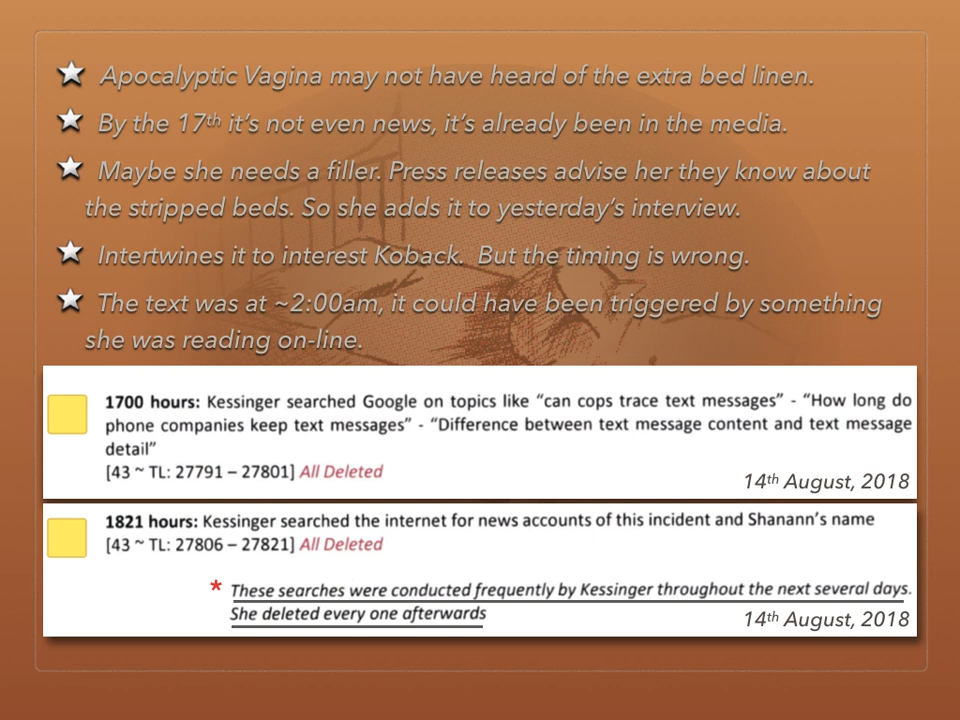 Apocalyptic Vagina may not have heard of the extra bed linen.
By the 17th it's not even news, it's already been in the media.
Maybe she needs a filler. Press releases advise her they know about
the stripped beds. So she adds it to yesterday's interview.
Intertwines it to interest Koback.  But the timing is wrong.
The text was at ~2:00am, it could have been triggered by something
she was reading on-line.
1700 hours: Kessinger searched Google on topics like “can cops trace text messages” - “How long do
phone companies keep text messages” - “Difference between text message content and text message
detail”
[43 ~ TL: 27791 – 27801] All Deleted
14th August, 2018
1821 hours: Kessinger searched the internet for news accounts of this incident and Shanann's name
[43 ~ TL: 27806 – 27821] All Deleted
* These searches were conducted frequently by Kessinger throughout the next several days.
She deleted every one afterwards
14th August, 2018